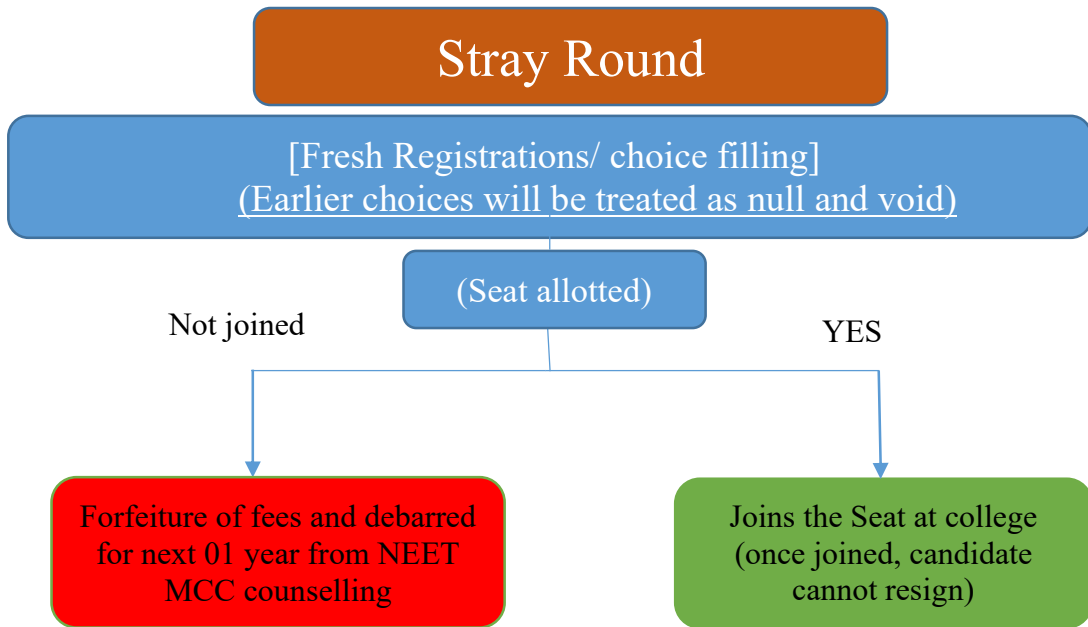 Stray Round
[Fresh Registrations/ choice filling]
(Earlier choices will be treated as null and void)
(Seat allotted)
Not joined
YES
Forfeiture of fees and debarred
for next 01 year from NEET
MCC counselling
Joins the Seat at college
(once joined, candidate
cannot resign)